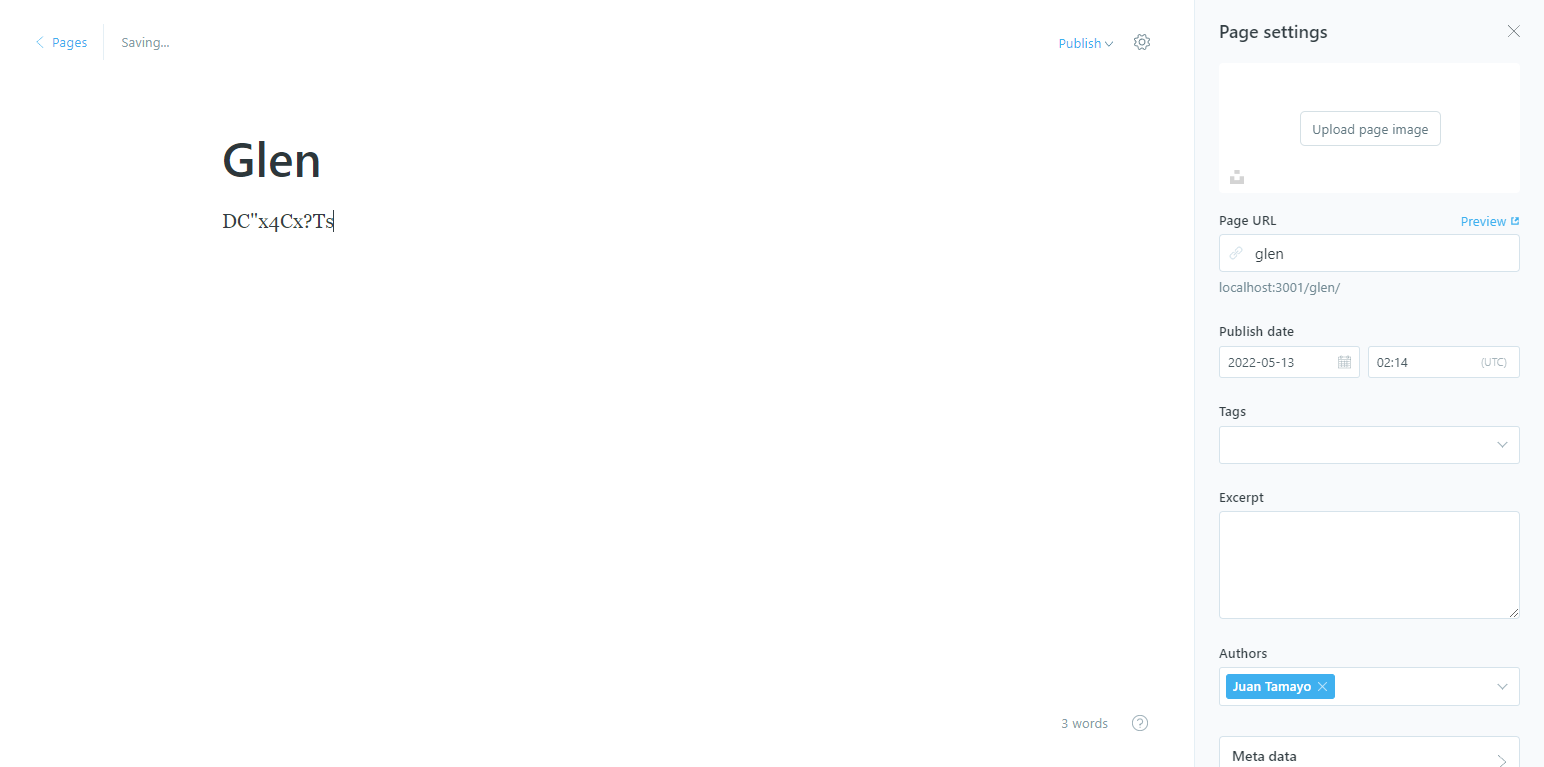 Pages
Saving...
Publish
Glen
DC"x4Cx?Ts
3 words
?
Page settings
Upload page image
Page URL
Preview
glen
localhost:3001/glen/
Publish date
2022-05-13
02:14
(UTC)
Tags
Excerpt
Authors
Juan Tamayo
Meta data